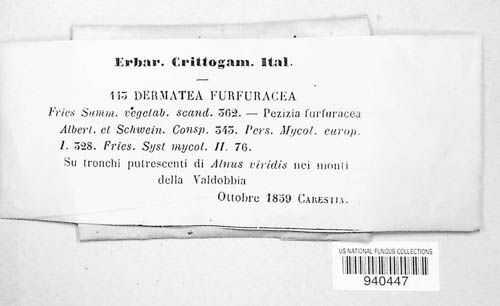 Erbar. Crittogam. Ital.
113 DERMATEA FURFURACEA
Fries Summ. vegetab. scand. 362. — Pezizia furfuracea
Albert. et Schwein. Consp. 343. Pers. Mycol. europ.
I. 328. Fries. Syst mycol. II. 76.
Su tronchi putrescenti di Alnus viridis nei monti
della Valdobbia
Ottobre 1859 CARESTIA.
US NATIONAL FUNGUS COLLECTIONS
940447